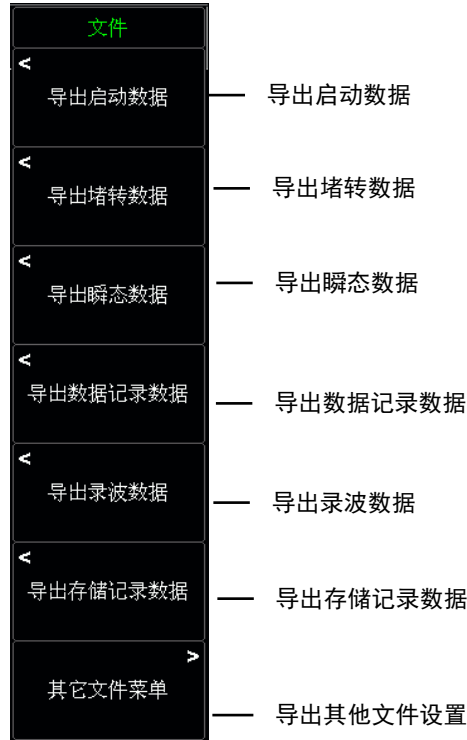 文件
<
导出启动数据
导出启动数据
<
导出堵转数据
导出堵转数据
<
导出瞬态数据
导出瞬态数据
<
导出数据记录数据
导出数据记录数据
<
导出录波数据
导出录波数据
<
导出存储记录数据
导出存储记录数据
>
其它文件菜单
导出其他文件设置